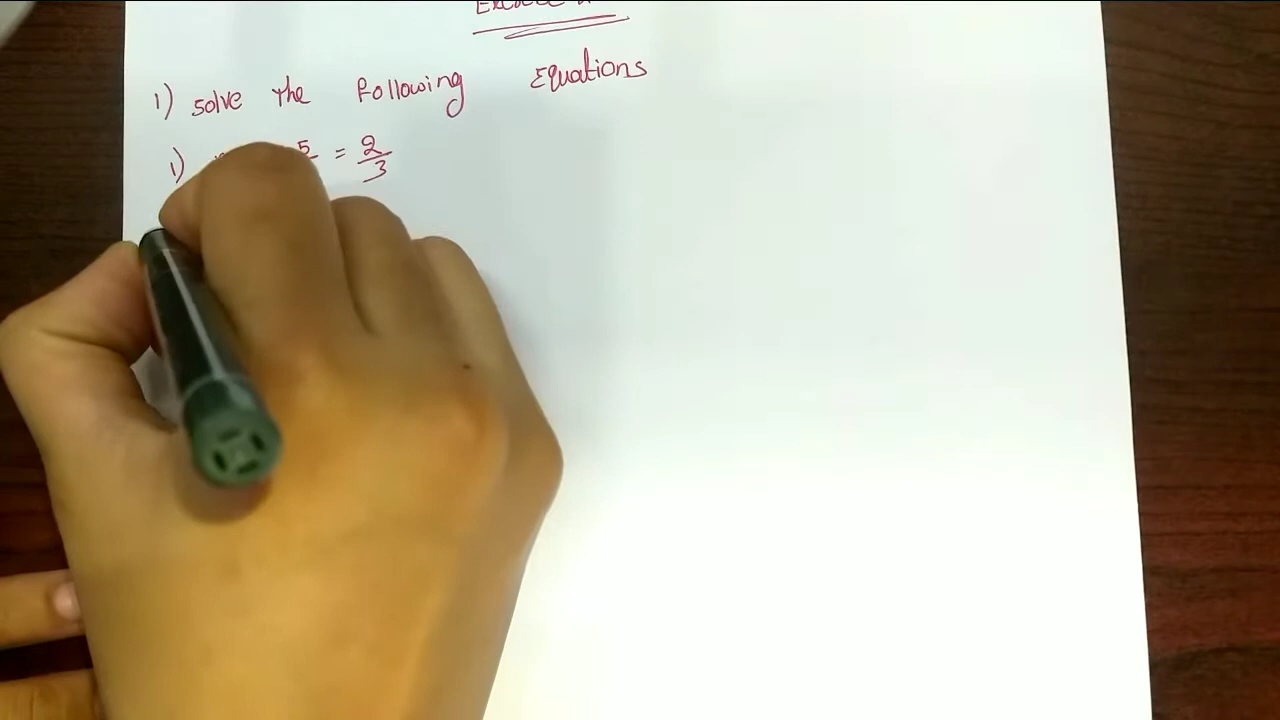 1) solve the following Equations
1) 5 = 2/3